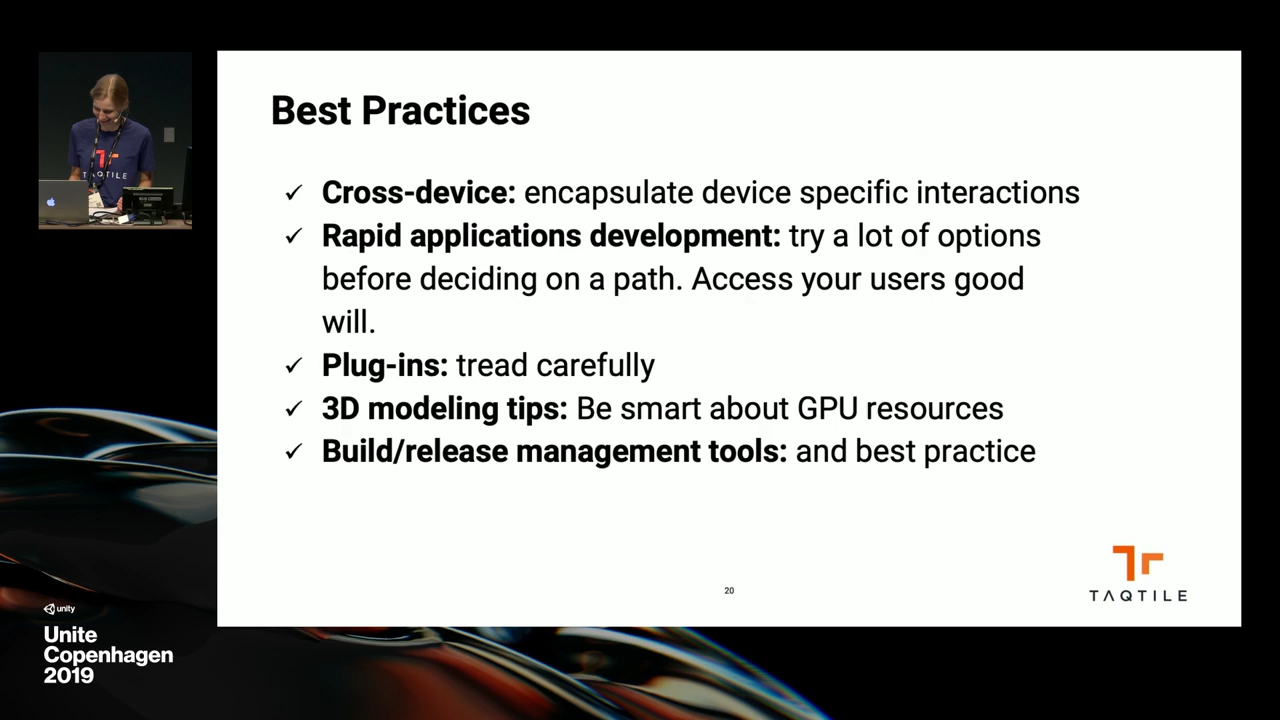 Best Practices
✓ Cross-device: encapsulate device specific interactions
✓ Rapid applications development: try a lot of options
before deciding on a path. Access your users good
will.
✓ Plug-ins: tread carefully
✓ 3D modeling tips: Be smart about GPU resources
✓ Build/release management tools: and best practice
20
TAQTILE
TAQTILE
unity
Unite
Copenhagen
2019